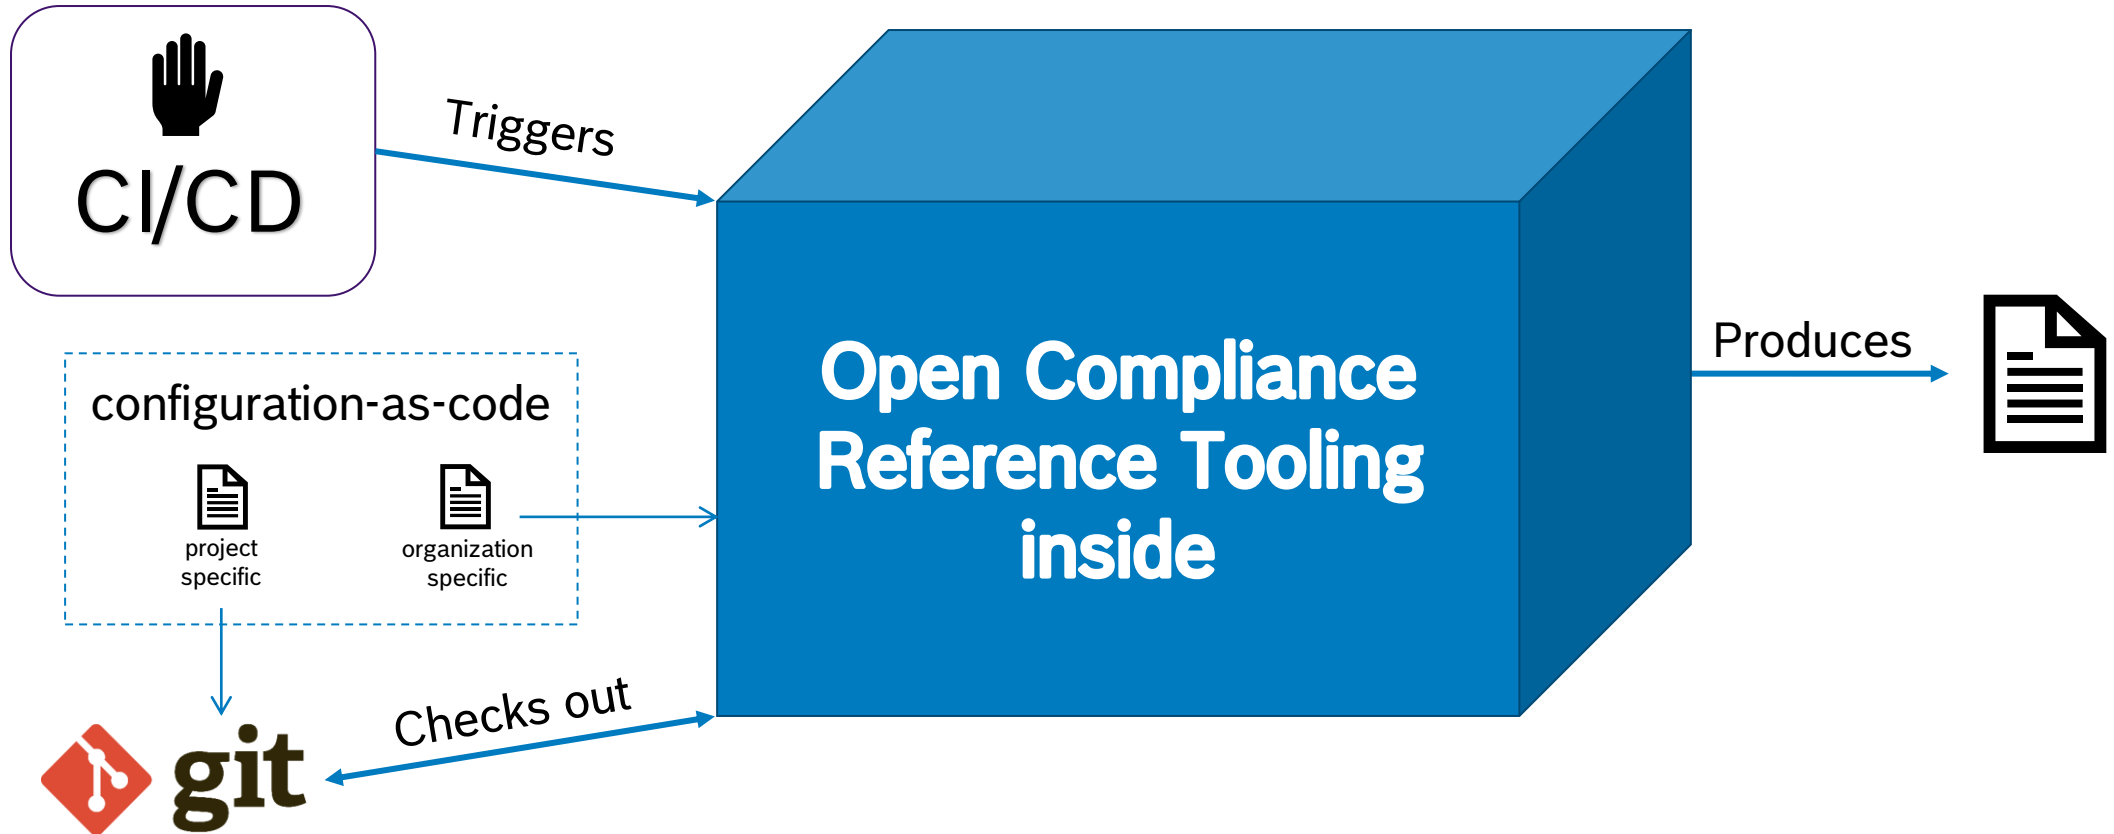 CI/CD
Triggers
Open Compliance
Reference Tooling
inside
Produces
configuration-as-code
project
specific
organization
specific
Checks out
git